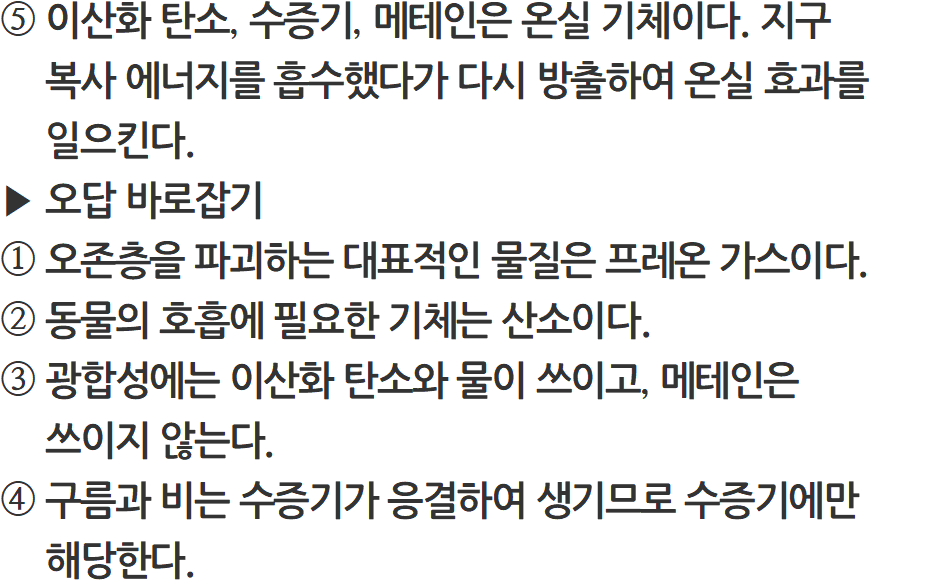 ⑤ 이산화 탄소, 수증기, 메테인은 온실 기체이다. 지구
복사 에너지를 흡수했다가 다시 방출하여 온실 효과를
일으킨다.
▶ 오답 바로잡기
① 오존층을 파괴하는 대표적인 물질은 프레온 가스이다.
② 동물의 호흡에 필요한 기체는 산소이다.
③ 광합성에는 이산화 탄소와 물이 쓰이고, 메테인은
쓰이지 않는다.
④ 구름과 비는 수증기가 응결하여 생기므로 수증기에만
해당한다.